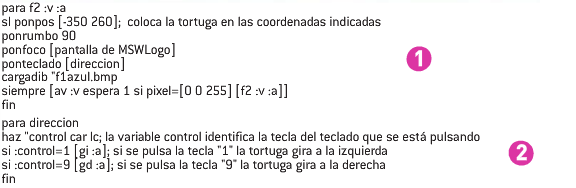 para f2 :v :a
sl ponpos [-350 260]; coloca la tortuga en las coordenadas indicadas
ponrumbo 90
ponfoco [pantalla de MSWLogo]
ponteclado [direccion]
cargadib "f1azul.bmp
siempre [av :v espera 1 si pixel=[0 0 255] [f2 :v :a]]
fin
1
para direccion
haz "control car lc; la variable control identifica la tecla del teclado que se está pulsando
si :control=1 [gi :a]; si se pulsa la tecla "1" la tortuga gira a la izquierda
si :control=9 [gd :a]; si se pulsa la tecla "9" la tortuga gira a la derecha
fin
2